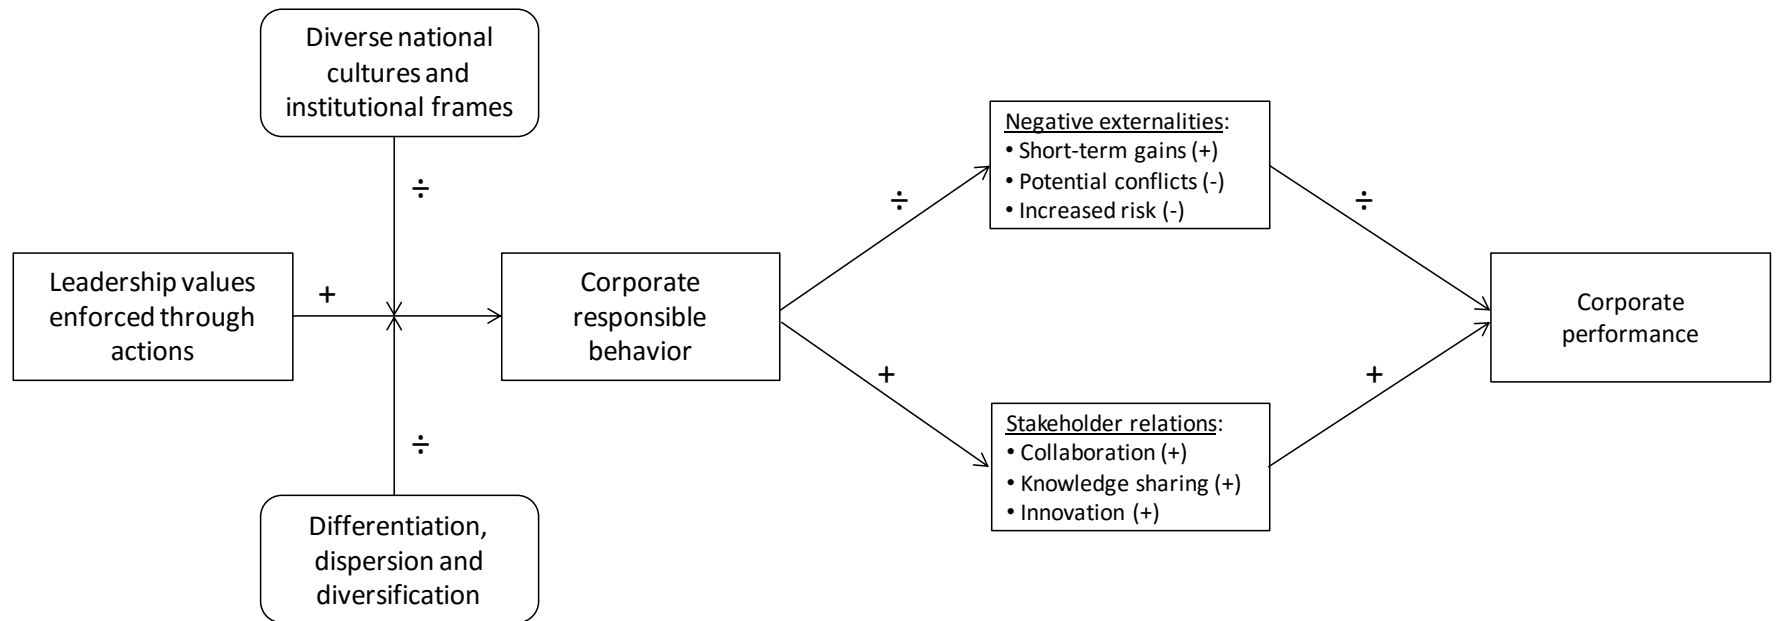 Diverse national
cultures and
institutional frames
÷
Leadership values
enforced through
actions
+
Corporate
responsible
behavior
÷
Differentiation,
dispersion and
diversification
÷
Negative externalities:
• Short-term gains (+)
• Potential conflicts (-)
• Increased risk (-)
÷
+
Stakeholder relations:
• Collaboration (+)
• Knowledge sharing (+)
• Innovation (+)
+
Corporate
performance